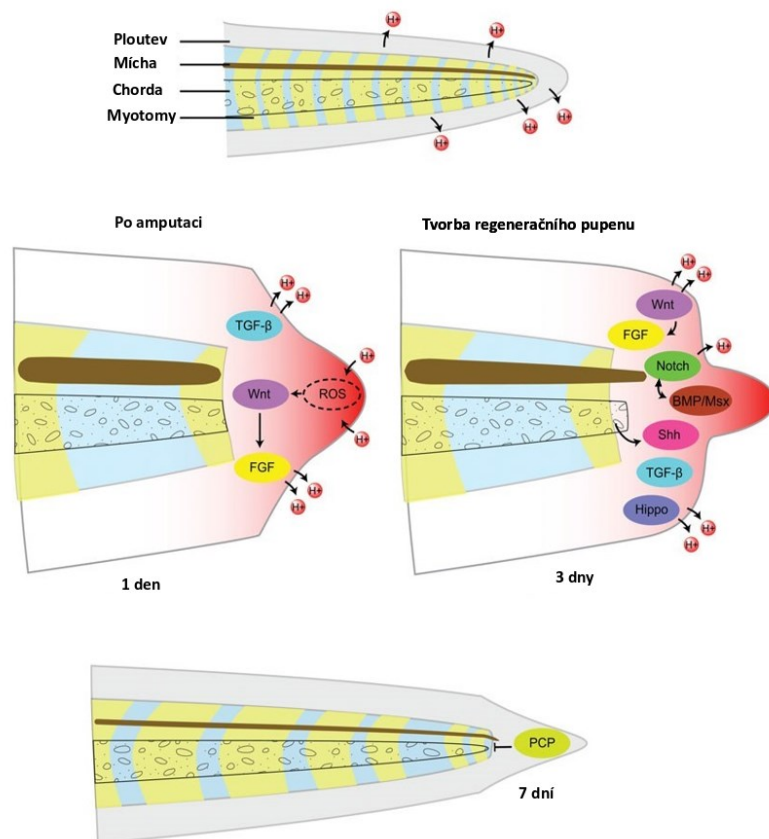 H+
H+
Ploutev
Mícha
Chorda
Myotomy
H+
H+
H+
Po amputaci
Tvorba regeneračního pupenu
H+
H+
TGF-β
H+
Wnt
ROS
H+
FGF
H+
H+
1 den
H+
H+
Wnt
FGF
H+
Notch
BMP/Msx
Shh
TGF-β
Hippo
H+
H+
3 dny
PCP
7 dní